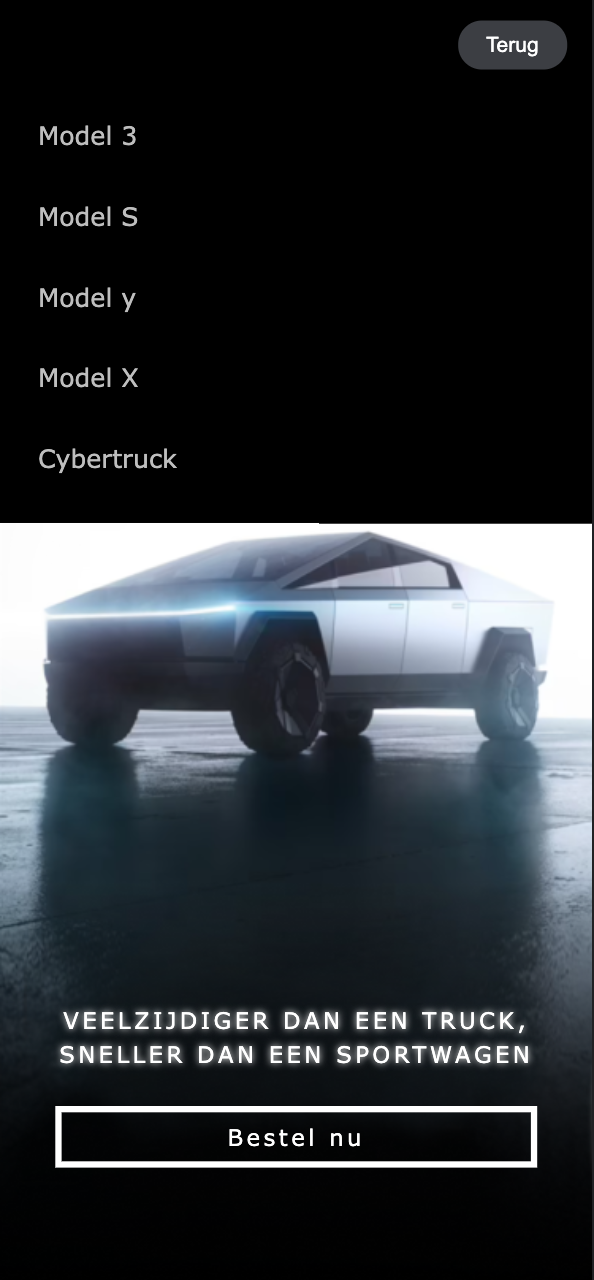 Terug
Model 3
Model S
Model y
Model X
Cybertruck
VEELZIJDIGER DAN EEN TRUCK,
SNELLER DAN EEN SPORTWAGEN
Bestel nu